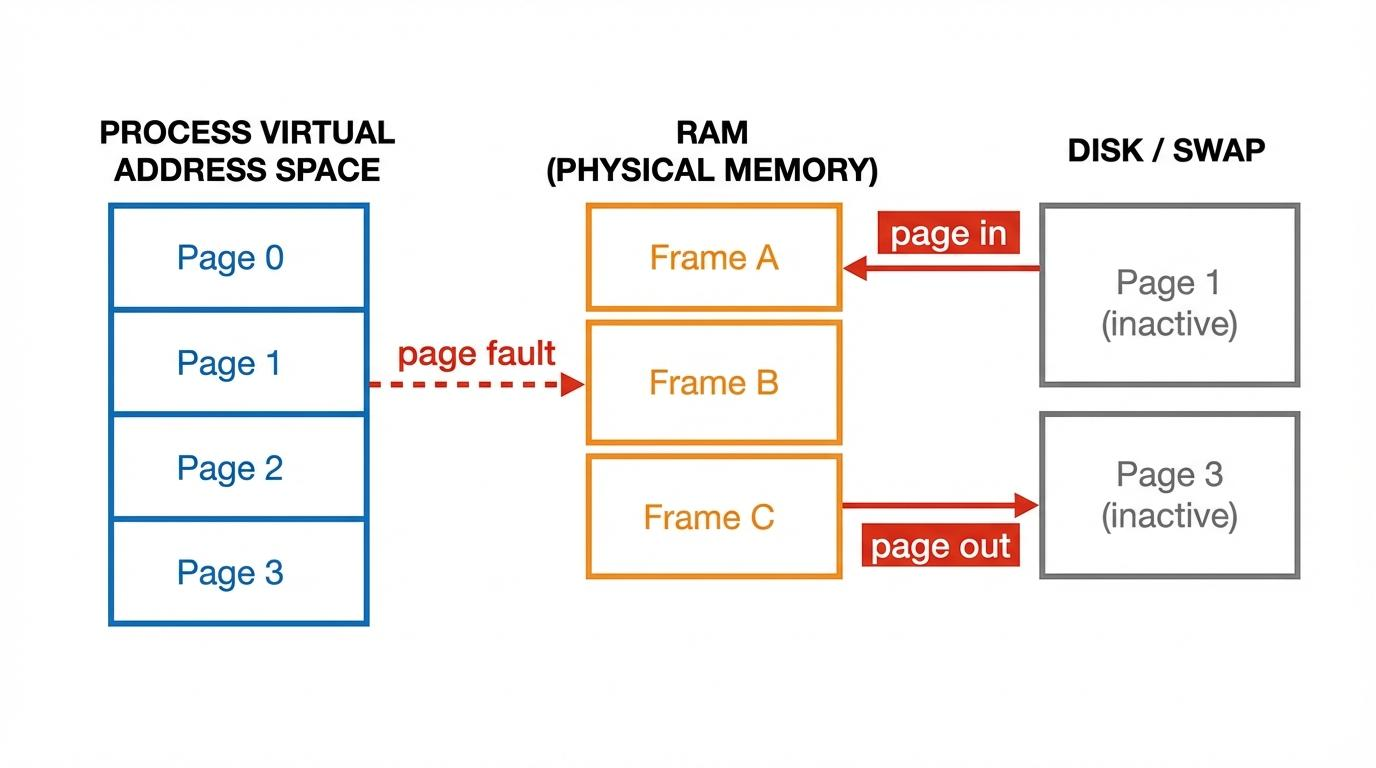 PROCESS VIRTUAL
ADDRESS SPACE
Page 0
Page 1
Page 2
Page 3
page fault
RAM
(PHYSICAL MEMORY)
Frame A
Frame B
Frame C
page in
page out
DISK / SWAP
Page 1
(inactive)
Page 3
(inactive)